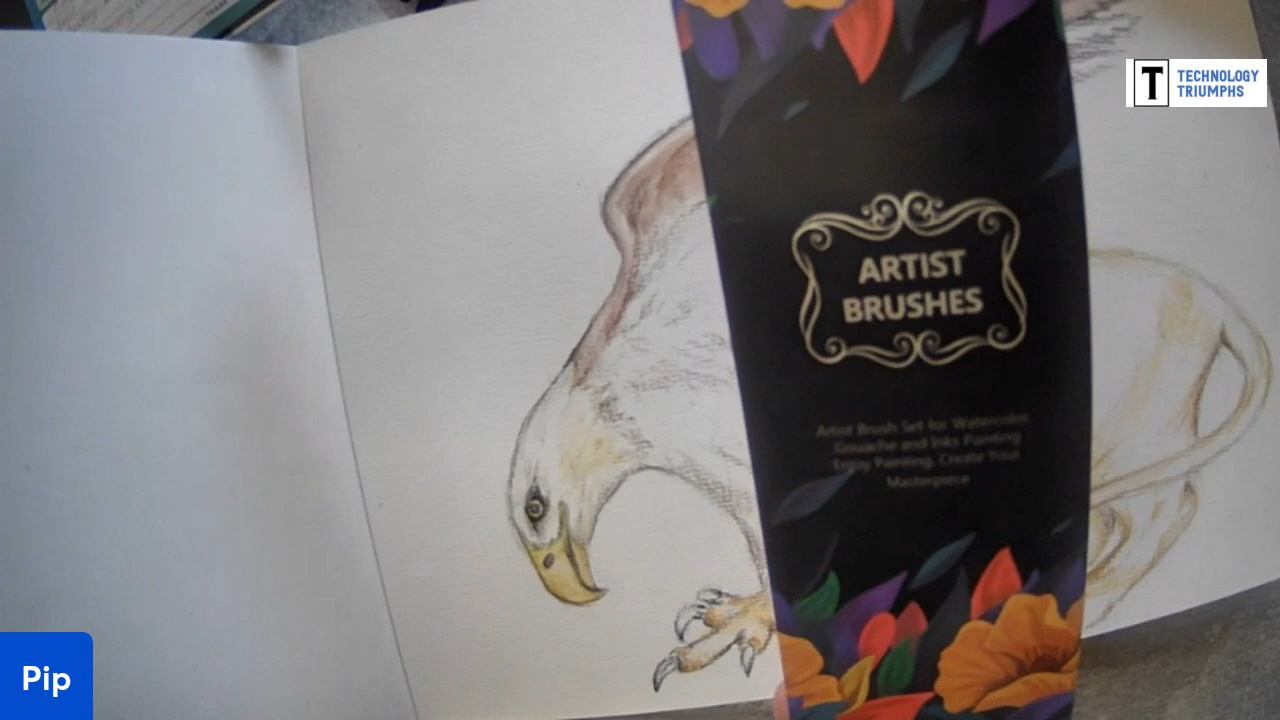 TECHNOLOGY
TRIUMPHS
ARTIST
BRUSHES
Artist Brush Set for Watercolor,
Gouache and Inks Painting
Enjoy Painting, Create Your
Masterpiece
Pip